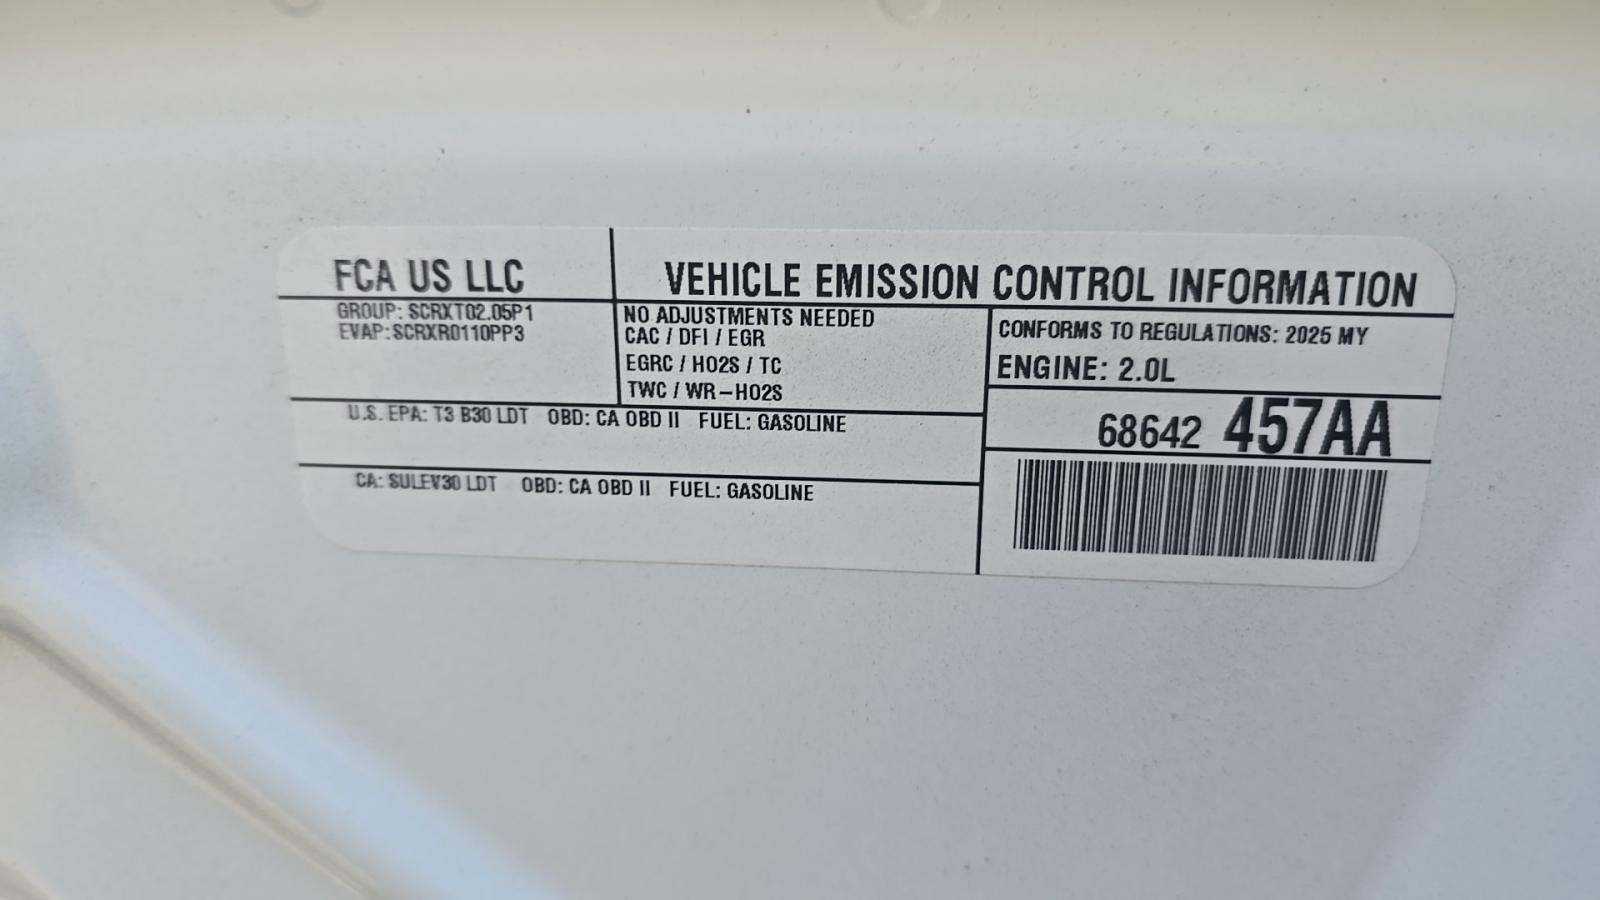 FCA US LLC
VEHICLE EMISSION CONTROL INFORMATION
GROUP: SCRXT02.05P1
EVAP:SCRXR0110PP3
NO ADJUSTMENTS NEEDED
CAC / DFI / EGR
EGRC / HO2S / TC
TWC / WR-HO2S
CONFORMS TO REGULATIONS: 2025 MY
ENGINE: 2.0L
U.S. EPA: T3 B30 LDT OBD: CA OBD II FUEL: GASOLINE
68642 457AA
CA: SULEV30 LDT OBD: CA OBD II FUEL: GASOLINE